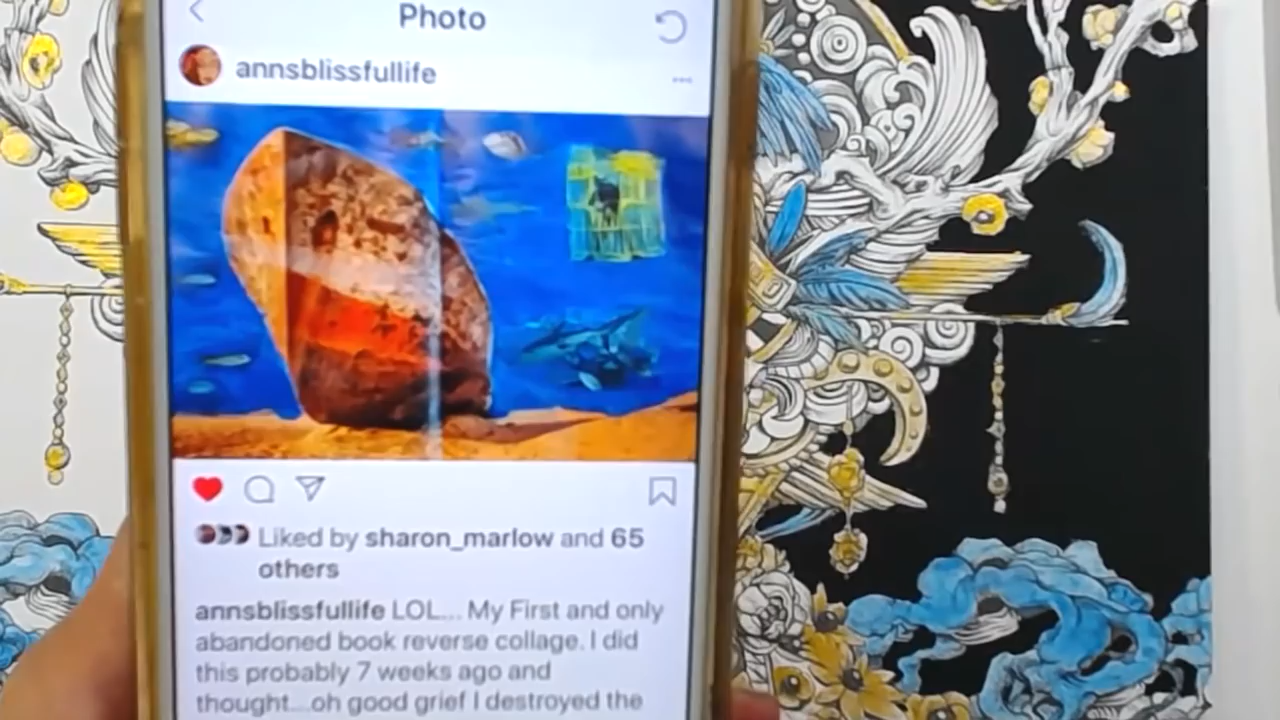 Photo
annsblissfullife
Liked by sharon_marlow and 65
others
annsblissfullife LOL... My First and only
abandoned book reverse collage. I did
this probably 7 weeks ago and
thought...oh good grief I destroyed the